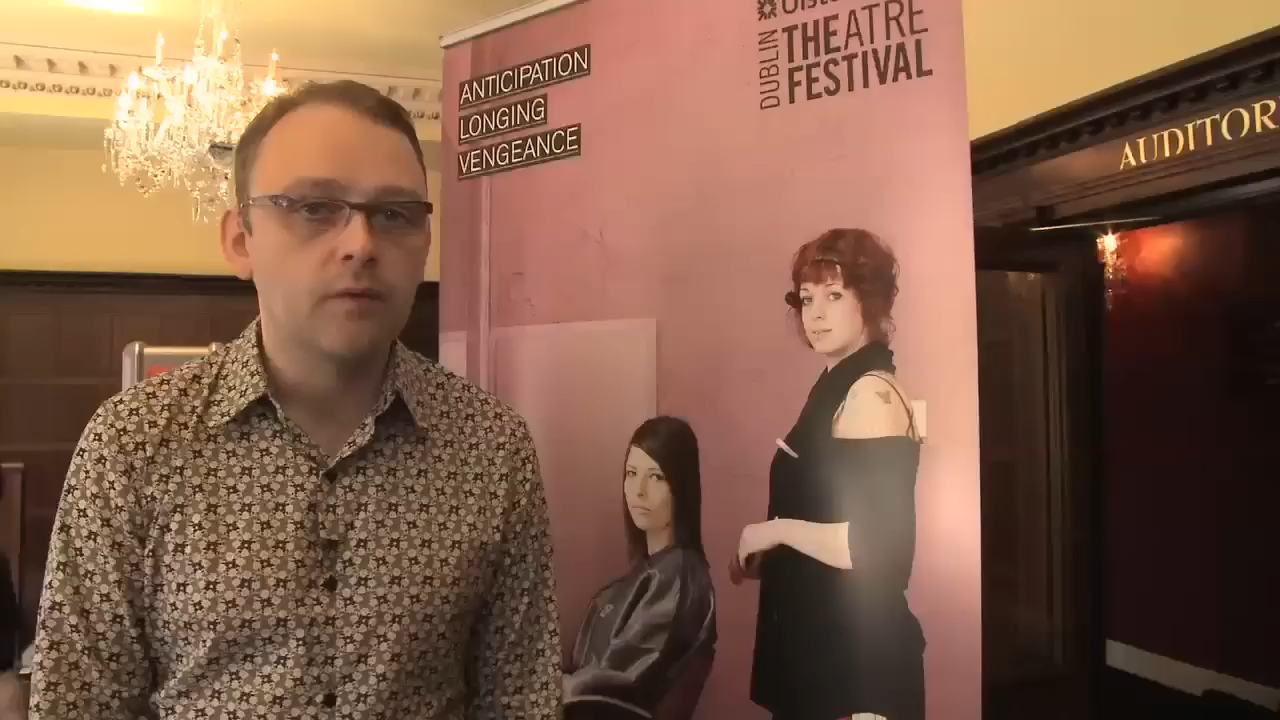 ANTICIPATION
LONGING
VENGEANCE
DUBLIN
THEATRE
FESTIVAL
AUDITOR